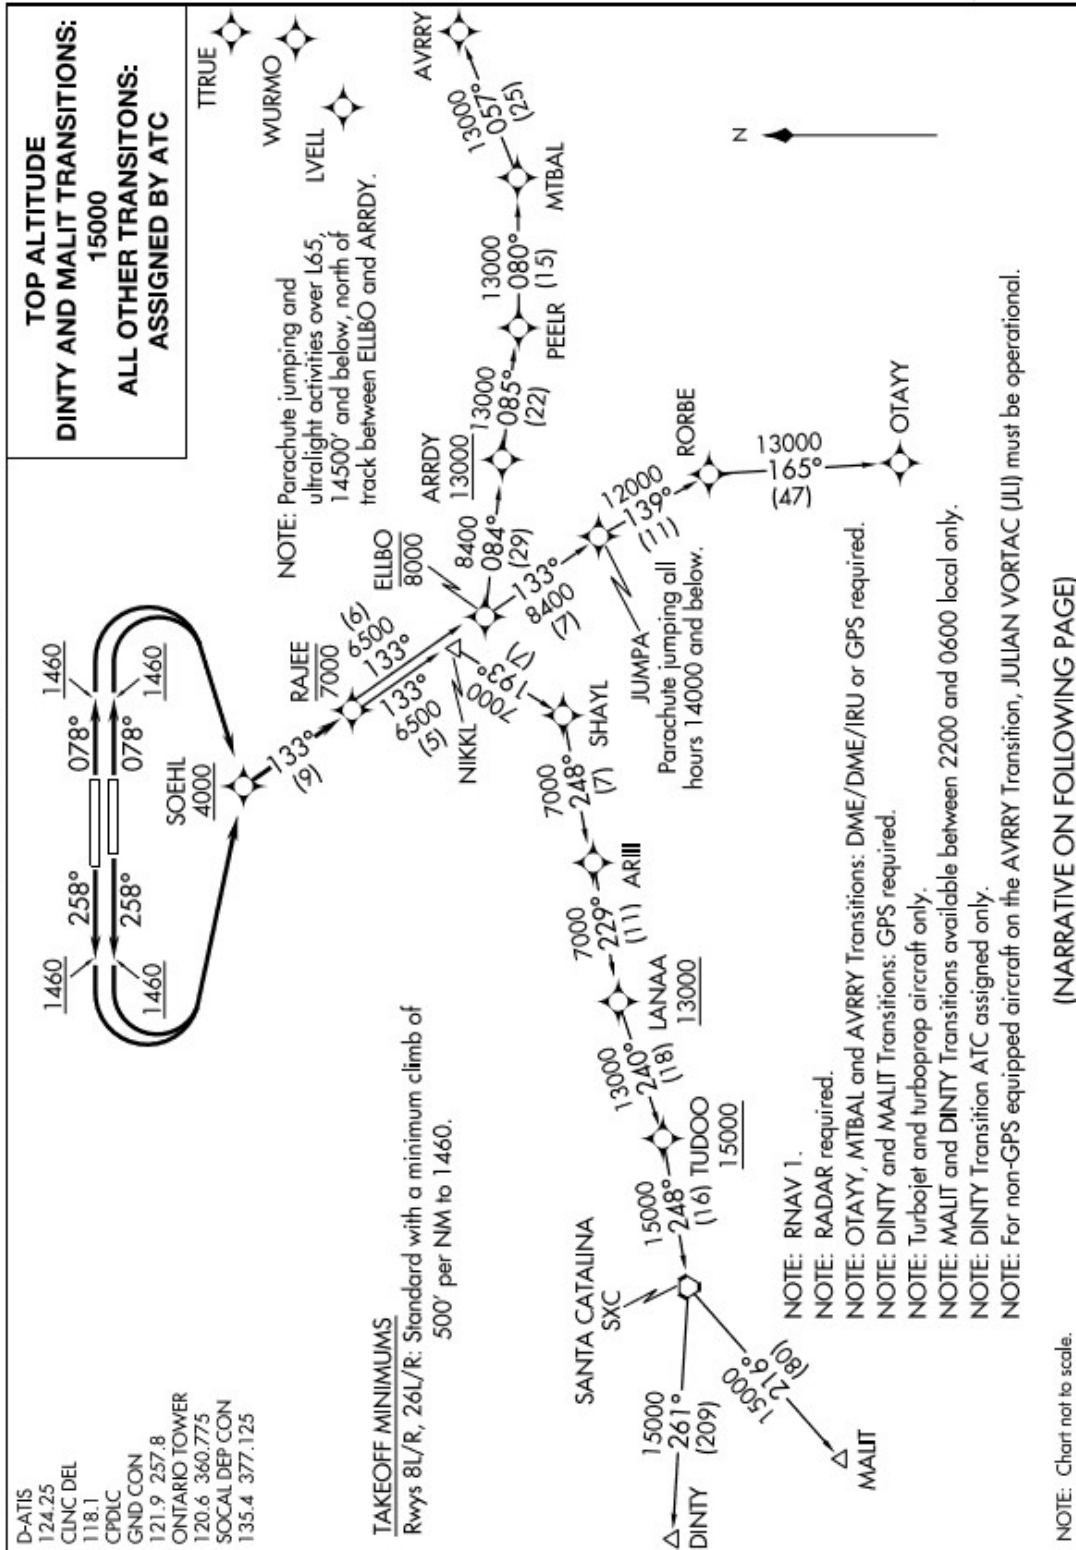 D-ATIS
124.25
CLNC DEL
118.1
CPDLC
GND CON
121.9 257.8
ONTARIO TOWER
120.6 360.775
SOCAL DEP CON
135.4 377.125
TOP ALTITUDE
DINTY AND MALIT TRANSITIONS:
15000
ALL OTHER TRANSITONS:
ASSIGNED BY ATC
1460
1460
258°
258°
078°
078°
1460
1460
SOEHL
4000
133°
(9)
RAJEE
7000
133°
6500
(6)
133°
6500
(5)
NIKKL
ELLBO
8000
TTRUE
WURMO
LVELL
NOTE: Parachute jumping and
ultralight activities over L65,
14500' and below, north of
track between ELLBO and ARRDY.
8400
084°
(29)
ARRDY
13000
13000
085°
(22)
PEELR
13000
080°
(15)
MTBAL
13000
057°
(25)
AVRRY
N
133°
8400
(7)
JUMPA
Parachute jumping all
hours 14000 and below.
12000
139°
(11)
RORBE
13000
165°
(47)
OTAYY
7000
193°
(7)
SHAYL
7000
248°
(7)
ARIII
7000
229°
(11)
LANAA
13000
13000
240°
(18)
TUDOO
15000
15000
248°
(16)
SANTA CATALINA
SXC
15000
261°
(209)
DINTY
15000
216°
(80)
MALIT
TAKEOFF MINIMUMS
Rwys 8L/R, 26L/R: Standard with a minimum climb of
500' per NM to 1460.
NOTE: RNAV 1.
NOTE: RADAR required.
NOTE: OTAYY, MTBAL and AVRRY Transitions: DME/DME/IRU or GPS required.
NOTE: DINTY and MALIT Transitions: GPS required.
NOTE: Turbojet and turboprop aircraft only.
NOTE: MALIT and DINTY Transitions available between 2200 and 0600 local only.
NOTE: DINTY Transition ATC assigned only.
NOTE: For non-GPS equipped aircraft on the AVRRY Transition, JULIAN VORTAC (JLI) must be operational.
NOTE: Chart not to scale.
(NARRATIVE ON FOLLOWING PAGE)